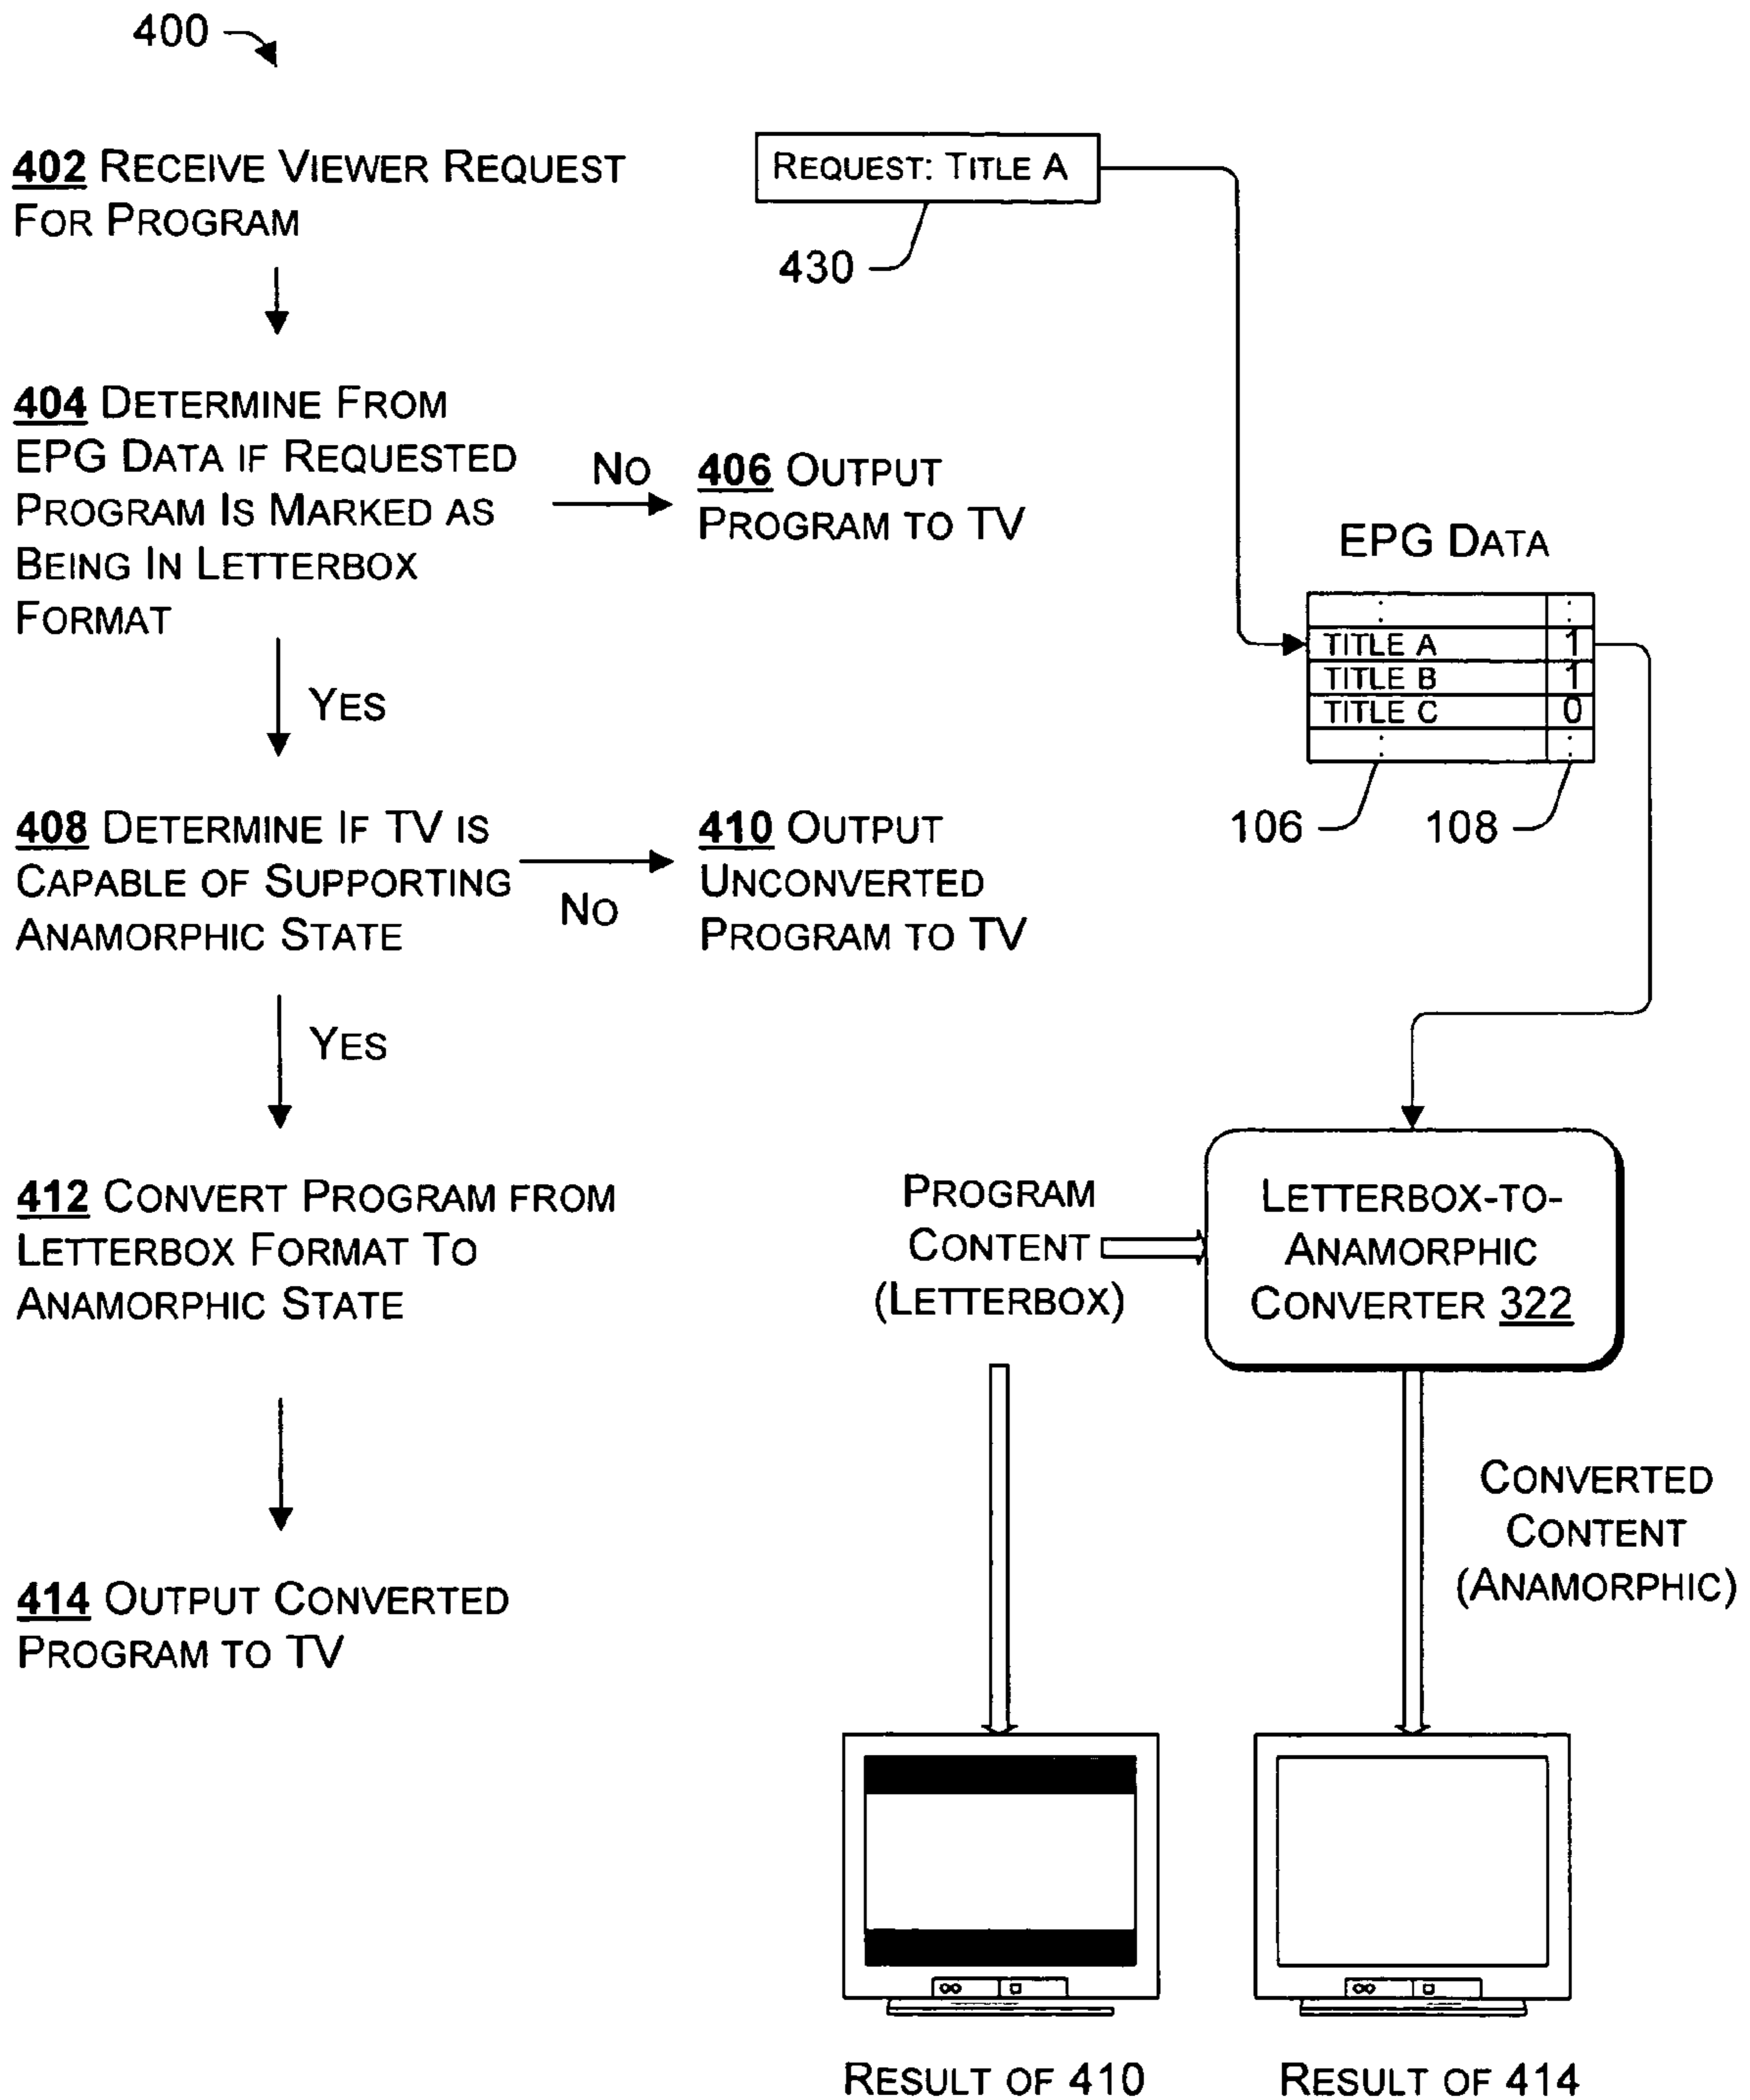 400
402 RECEIVE VIEWER REQUEST
FOR PROGRAM
REQUEST: TITLE A
430
404 DETERMINE FROM
EPG DATA IF REQUESTED
PROGRAM IS MARKED AS
BEING IN LETTERBOX
FORMAT
NO
406 OUTPUT
PROGRAM TO TV
YES
EPG DATA
TITLE A 1
TITLE B 1
TITLE C 0
106
108
408 DETERMINE IF TV IS
CAPABLE OF SUPPORTING
ANAMORPHIC STATE
NO
410 OUTPUT
UNCONVERTED
PROGRAM TO TV
YES
412 CONVERT PROGRAM FROM
LETTERBOX FORMAT TO
ANAMORPHIC STATE
PROGRAM
CONTENT
(LETTERBOX)
LETTERBOX-TO-
ANAMORPHIC
CONVERTER 322
CONVERTED
CONTENT
(ANAMORPHIC)
414 OUTPUT CONVERTED
PROGRAM TO TV
RESULT OF 410
RESULT OF 414